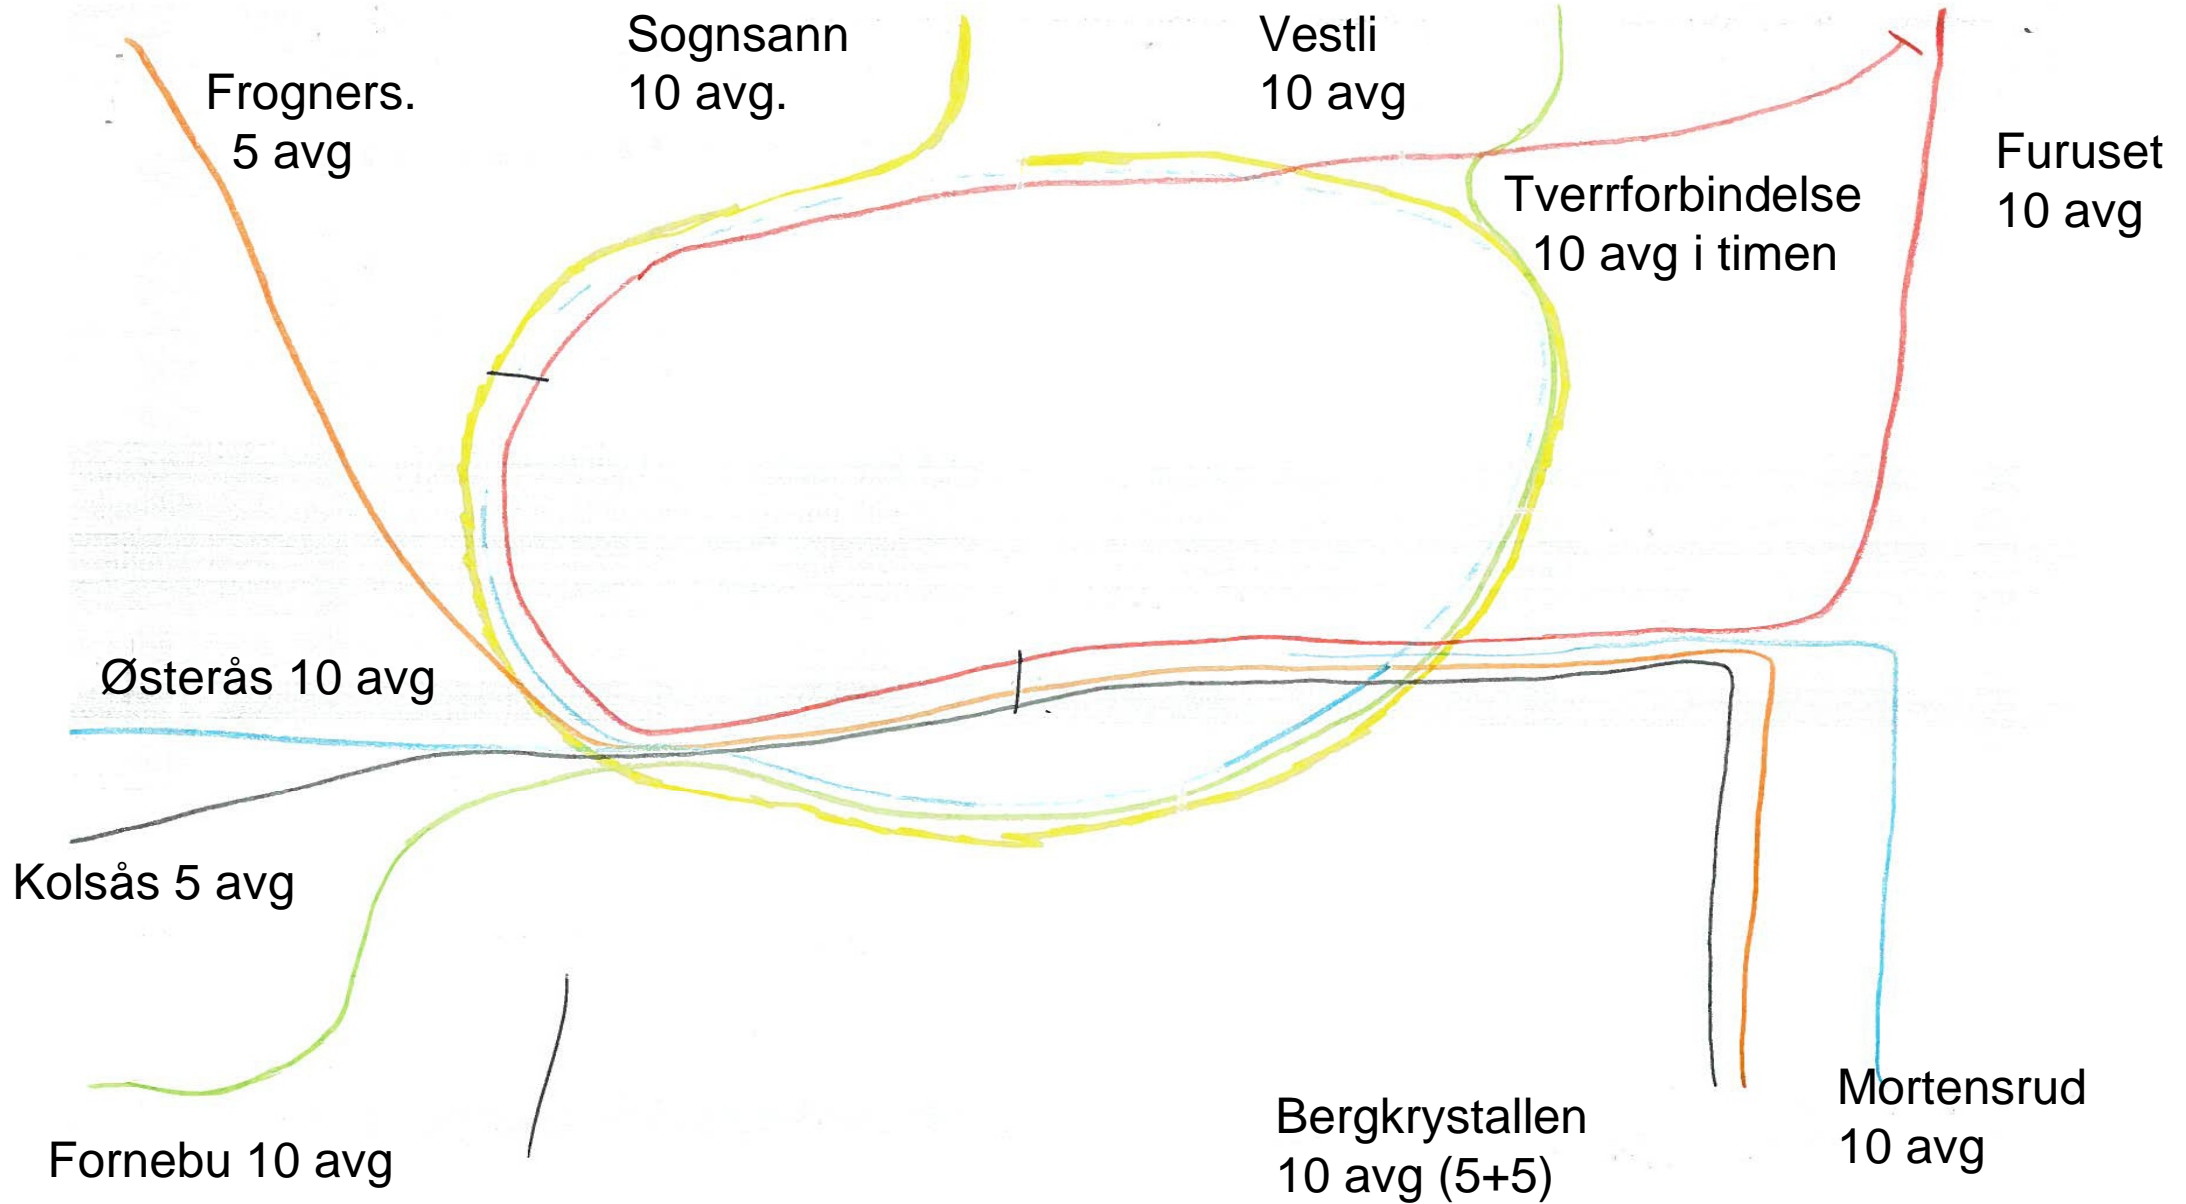 Sognsann
10 avg.
Vestli
10 avg
Frogners.
5 avg
Furuset
10 avg
Tverrforbindelse
10 avg i timen
Østerås 10 avg
Kolsås 5 avg
Fornebu 10 avg
Bergkrystallen
10 avg (5+5)
Mortensrud
10 avg